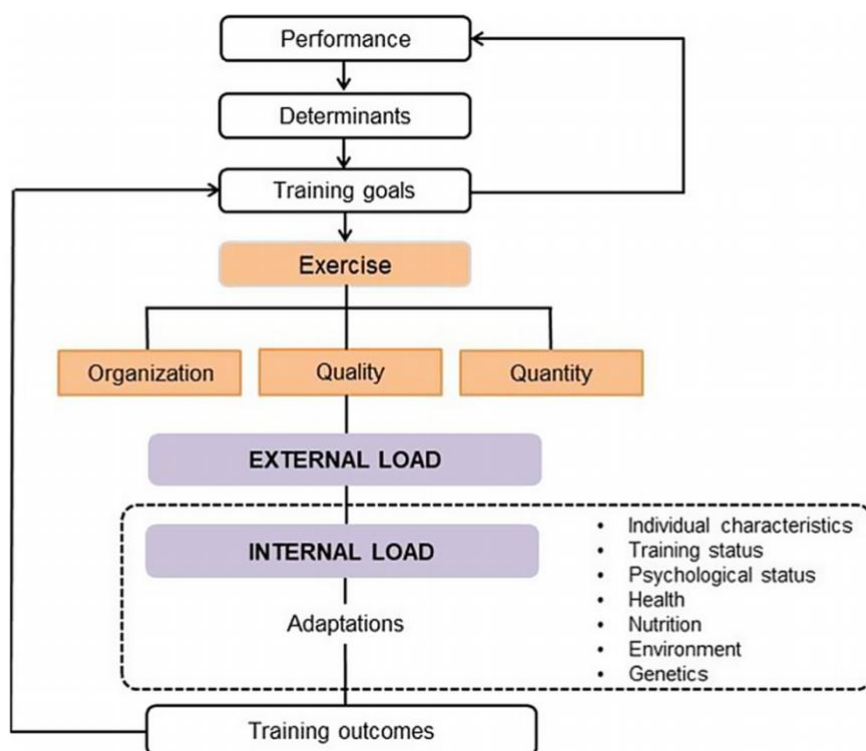 Performance
Determinants
Training goals
Exercise
Organization
Quality
Quantity
EXTERNAL LOAD
INTERNAL LOAD
Adaptations
• Individual characteristics
• Training status
• Psychological status
• Health
• Nutrition
• Environment
• Genetics
Training outcomes